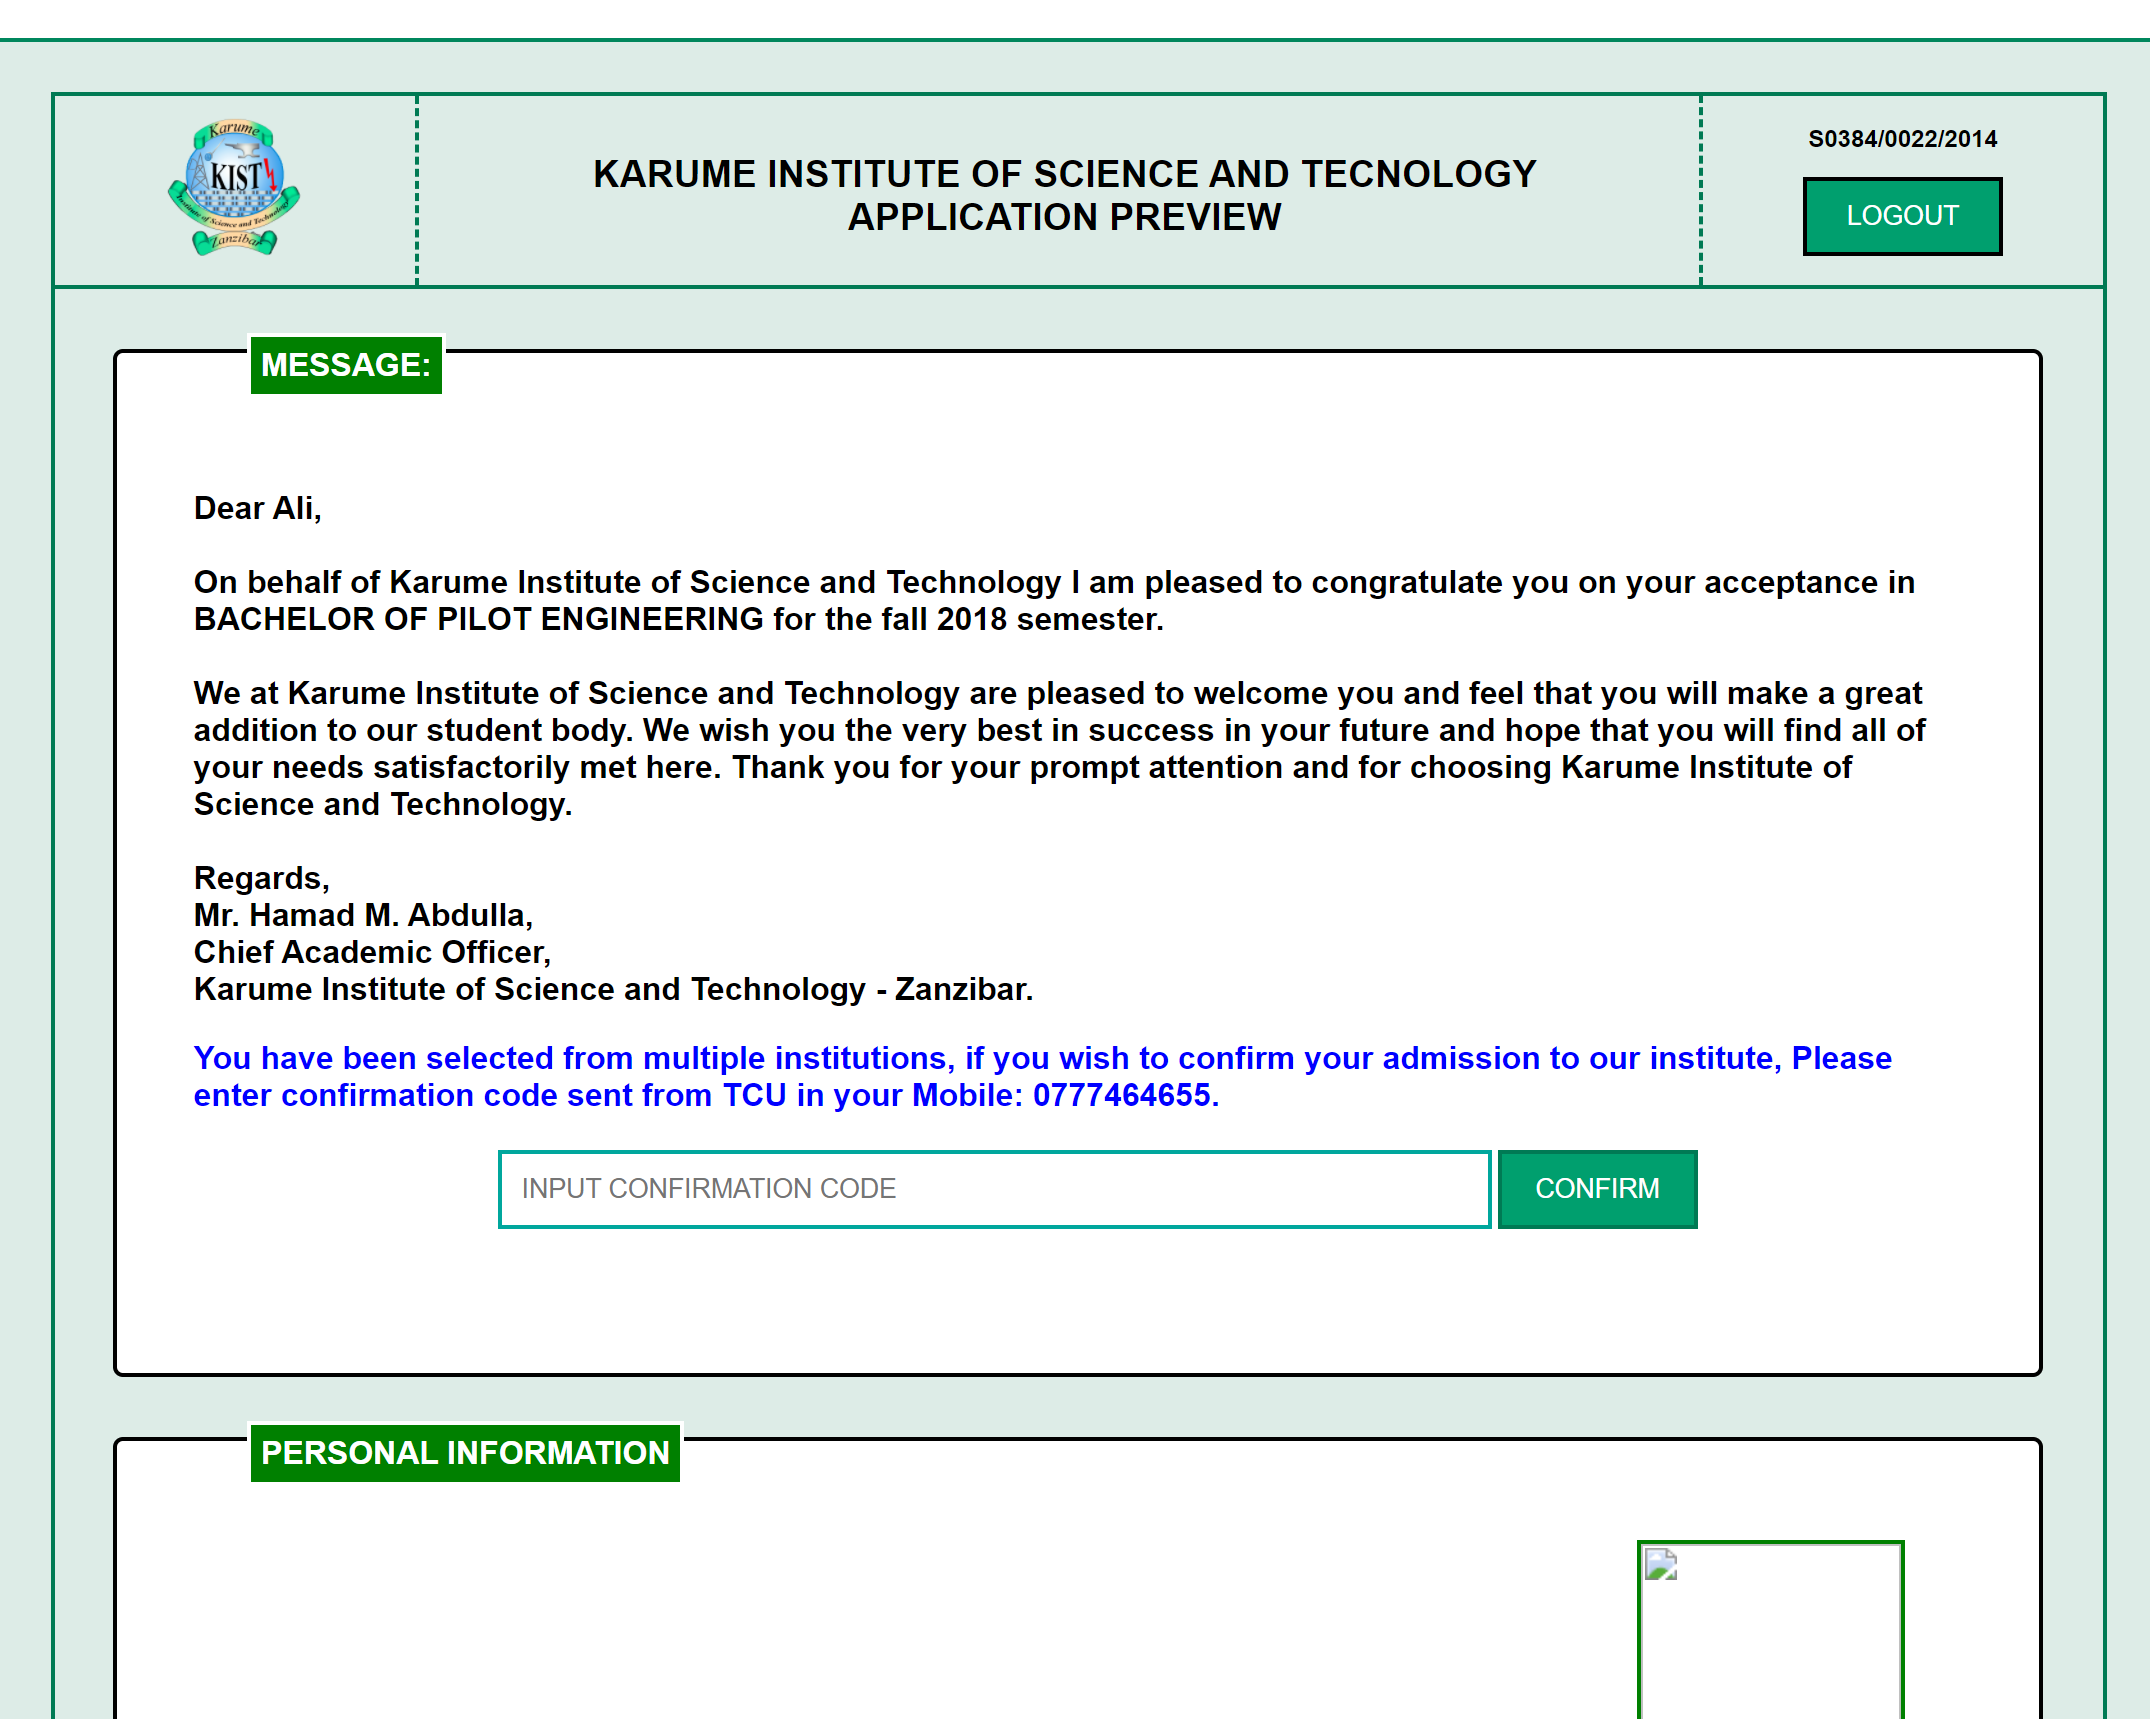 Karume
KIST
Institute of Science and Technology
Zanzibar
KARUME INSTITUTE OF SCIENCE AND TECNOLOGY
APPLICATION PREVIEW
S0384/0022/2014
LOGOUT
MESSAGE:
Dear Ali,
On behalf of Karume Institute of Science and Technology I am pleased to congratulate you on your acceptance in
BACHELOR OF PILOT ENGINEERING for the fall 2018 semester.
We at Karume Institute of Science and Technology are pleased to welcome you and feel that you will make a great
addition to our student body. We wish you the very best in success in your future and hope that you will find all of
your needs satisfactorily met here. Thank you for your prompt attention and for choosing Karume Institute of
Science and Technology.
Regards,
Mr. Hamad M. Abdulla,
Chief Academic Officer,
Karume Institute of Science and Technology - Zanzibar.
You have been selected from multiple institutions, if you wish to confirm your admission to our institute, Please
enter confirmation code sent from TCU in your Mobile: 0777464655.
INPUT CONFIRMATION CODE
CONFIRM
PERSONAL INFORMATION